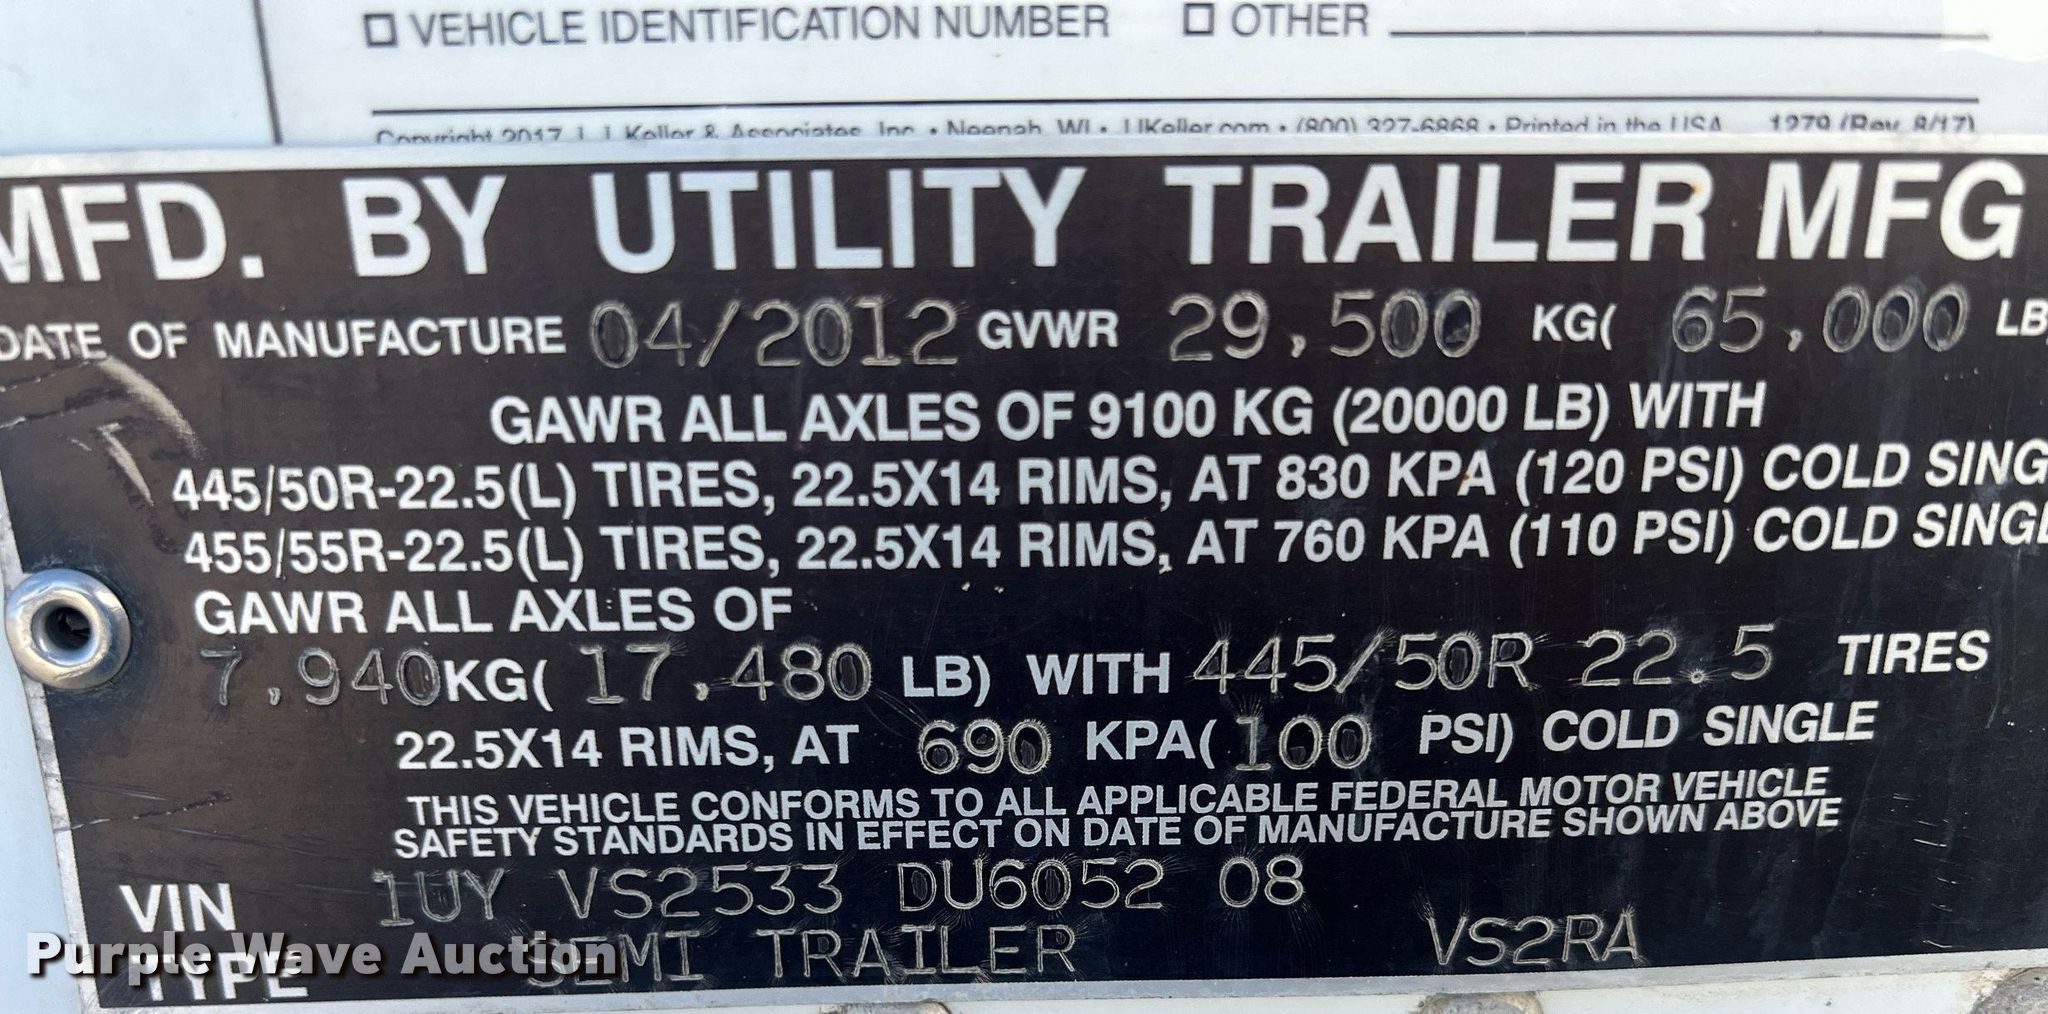 VEHICLE IDENTIFICATION NUMBER OTHER
Copyright 2017 J. J. Keller & Associates, Inc. • Neenah, WI • JJKeller.com • (800) 327-6868 • Printed in the USA 1279 (Rev. 8/17)
MFD. BY UTILITY TRAILER MFG
DATE OF MANUFACTURE 04/2012 GVWR 29,500 KG( 65,000 LB
GAWR ALL AXLES OF 9100 KG (20000 LB) WITH
445/50R-22.5(L) TIRES, 22.5X14 RIMS, AT 830 KPA (120 PSI) COLD SING
455/55R-22.5(L) TIRES, 22.5X14 RIMS, AT 760 KPA (110 PSI) COLD SINGL
GAWR ALL AXLES OF
7,940 KG( 17,480 LB) WITH 445/50R 22.5 TIRES
22.5X14 RIMS, AT 690 KPA( 100 PSI) COLD SINGLE
THIS VEHICLE CONFORMS TO ALL APPLICABLE FEDERAL MOTOR VEHICLE
SAFETY STANDARDS IN EFFECT ON DATE OF MANUFACTURE SHOWN ABOVE
VIN 1UY VS2533 DU6052 08
TYPE SEMI TRAILER VS2RA
Purple Wave Auction